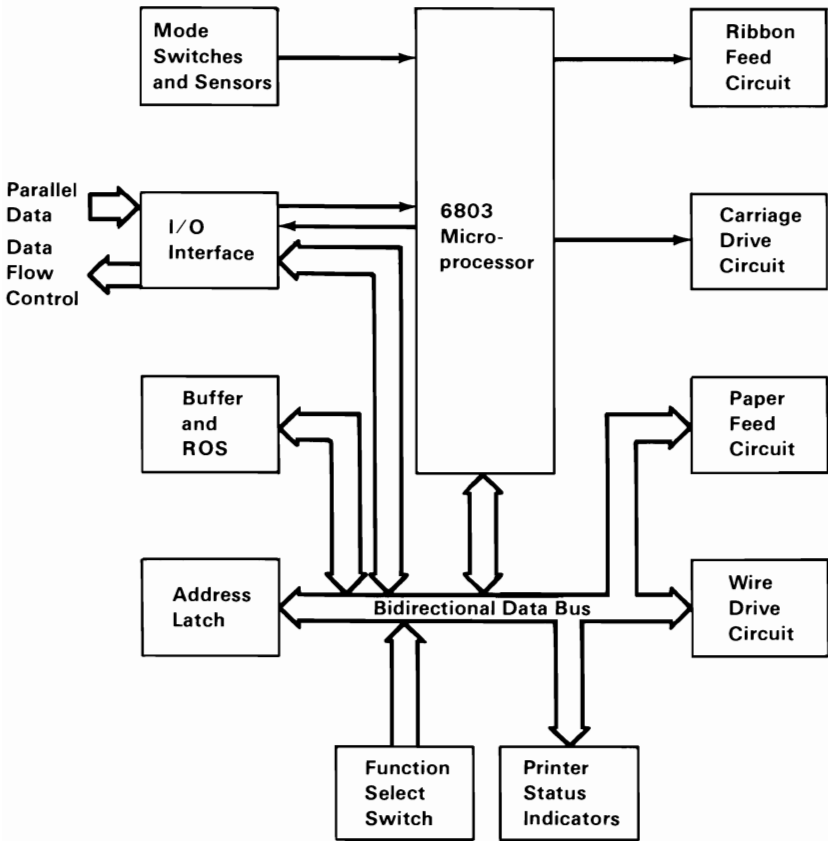 Mode
Switches
and Sensors
6803
Micro-
processor
Ribbon
Feed
Circuit
Parallel
Data
Data
Flow
Control
I/O
Interface
Carriage
Drive
Circuit
Buffer
and
ROS
Paper
Feed
Circuit
Address
Latch
Bidirectional Data Bus
Wire
Drive
Circuit
Function
Select
Switch
Printer
Status
Indicators